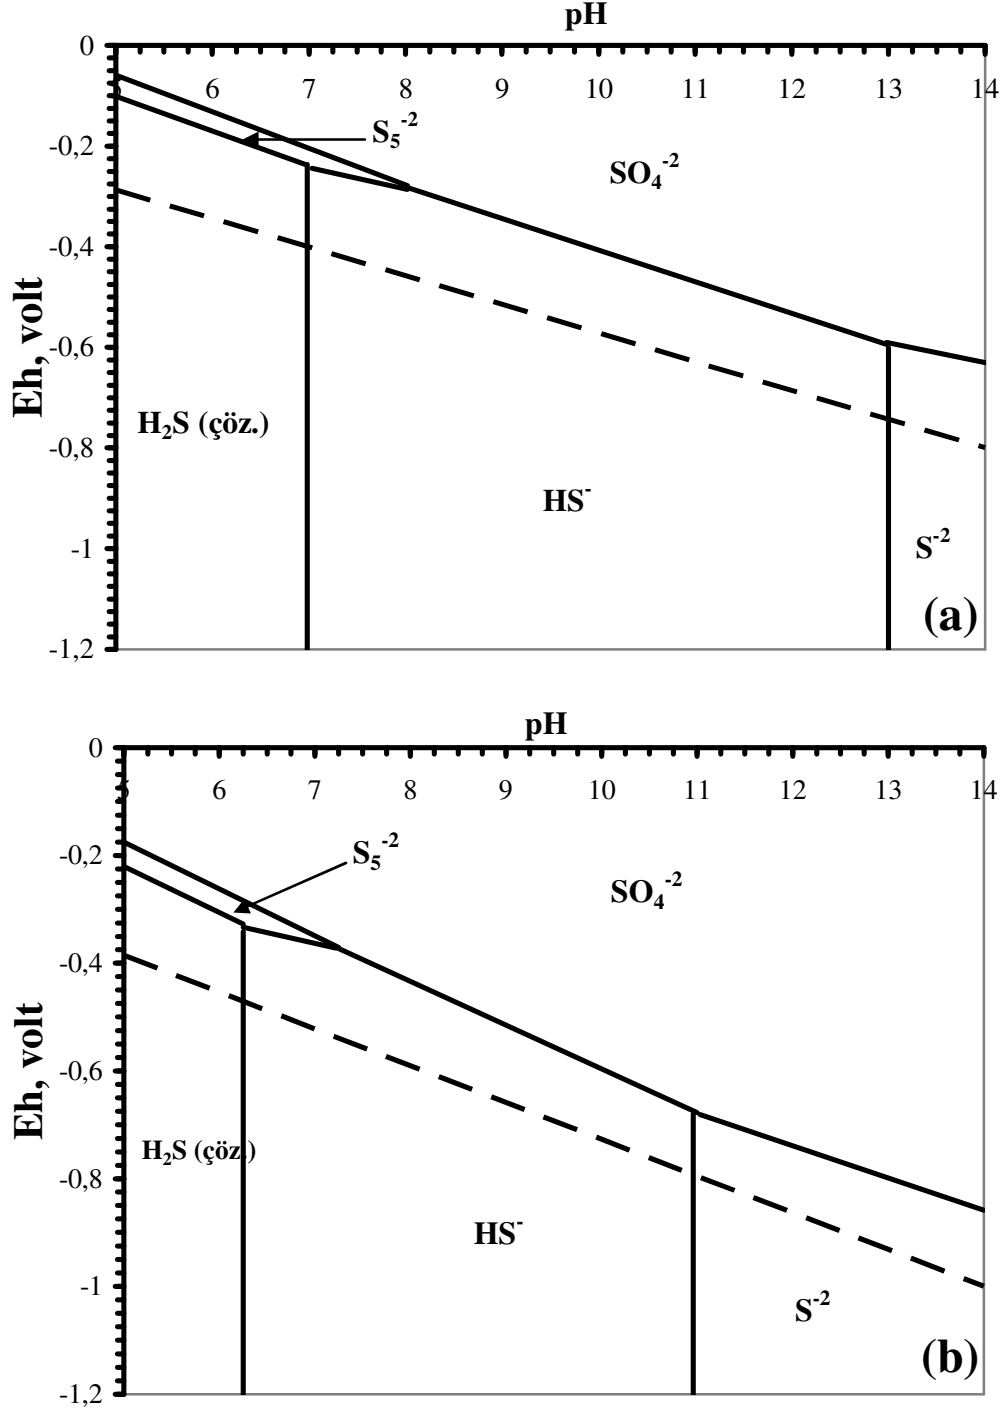 pH
0
5 6 7 8 9 10 11 12 13 14
S₅⁻²
-0,2
SO₄⁻²
-0,4
Eh, volt
-0,6
H₂S (çöz.)
-0,8
HS⁻
-1
S⁻²
(a)
-1,2
pH
0
5 6 7 8 9 10 11 12 13 14
S₅⁻²
-0,2
SO₄⁻²
-0,4
Eh, volt
-0,6
H₂S (çöz.)
-0,8
HS⁻
-1
S⁻²
(b)
-1,2